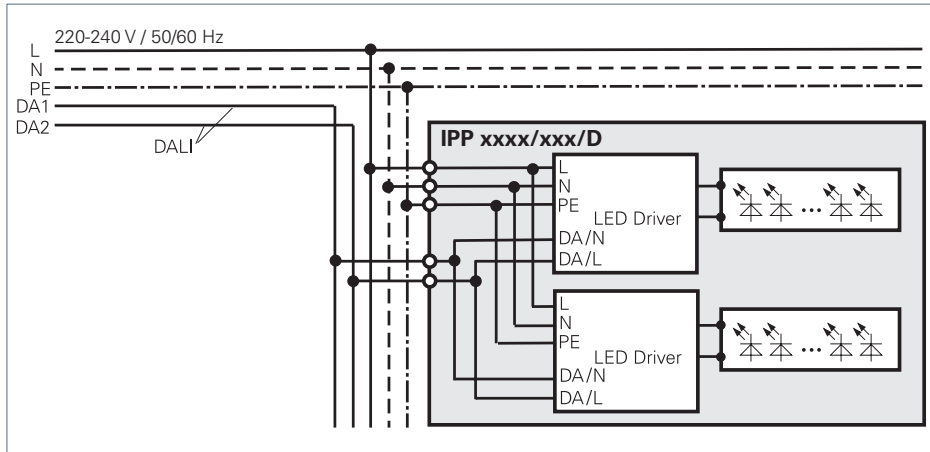 220-240 V / 50/60 Hz
L
N
PE
DA1
DA2
DALI
IPP xxxx/xxx/D
L
N
PE
LED Driver
DA/N
DA/L
...
L
N
PE
LED Driver
DA/N
DA/L
...